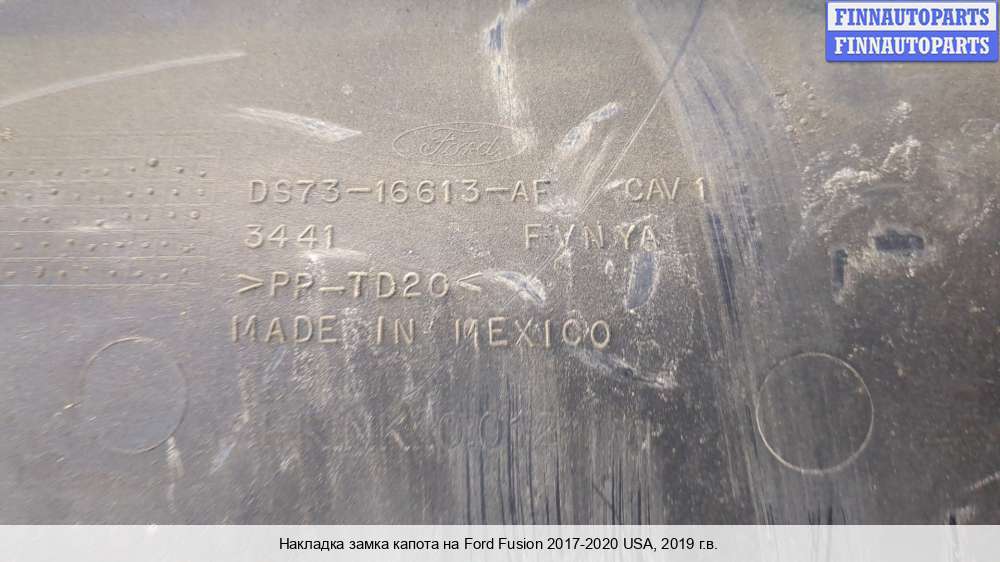 FINNAUTOPARTS
FINNAUTOPARTS
Ford
DS73-16613-AF CAV 1
3441 FYNYA
>PP-TD20<
MADE IN MEXICO
Накладка замка капота на Ford Fusion 2017-2020 USA, 2019 г.в.